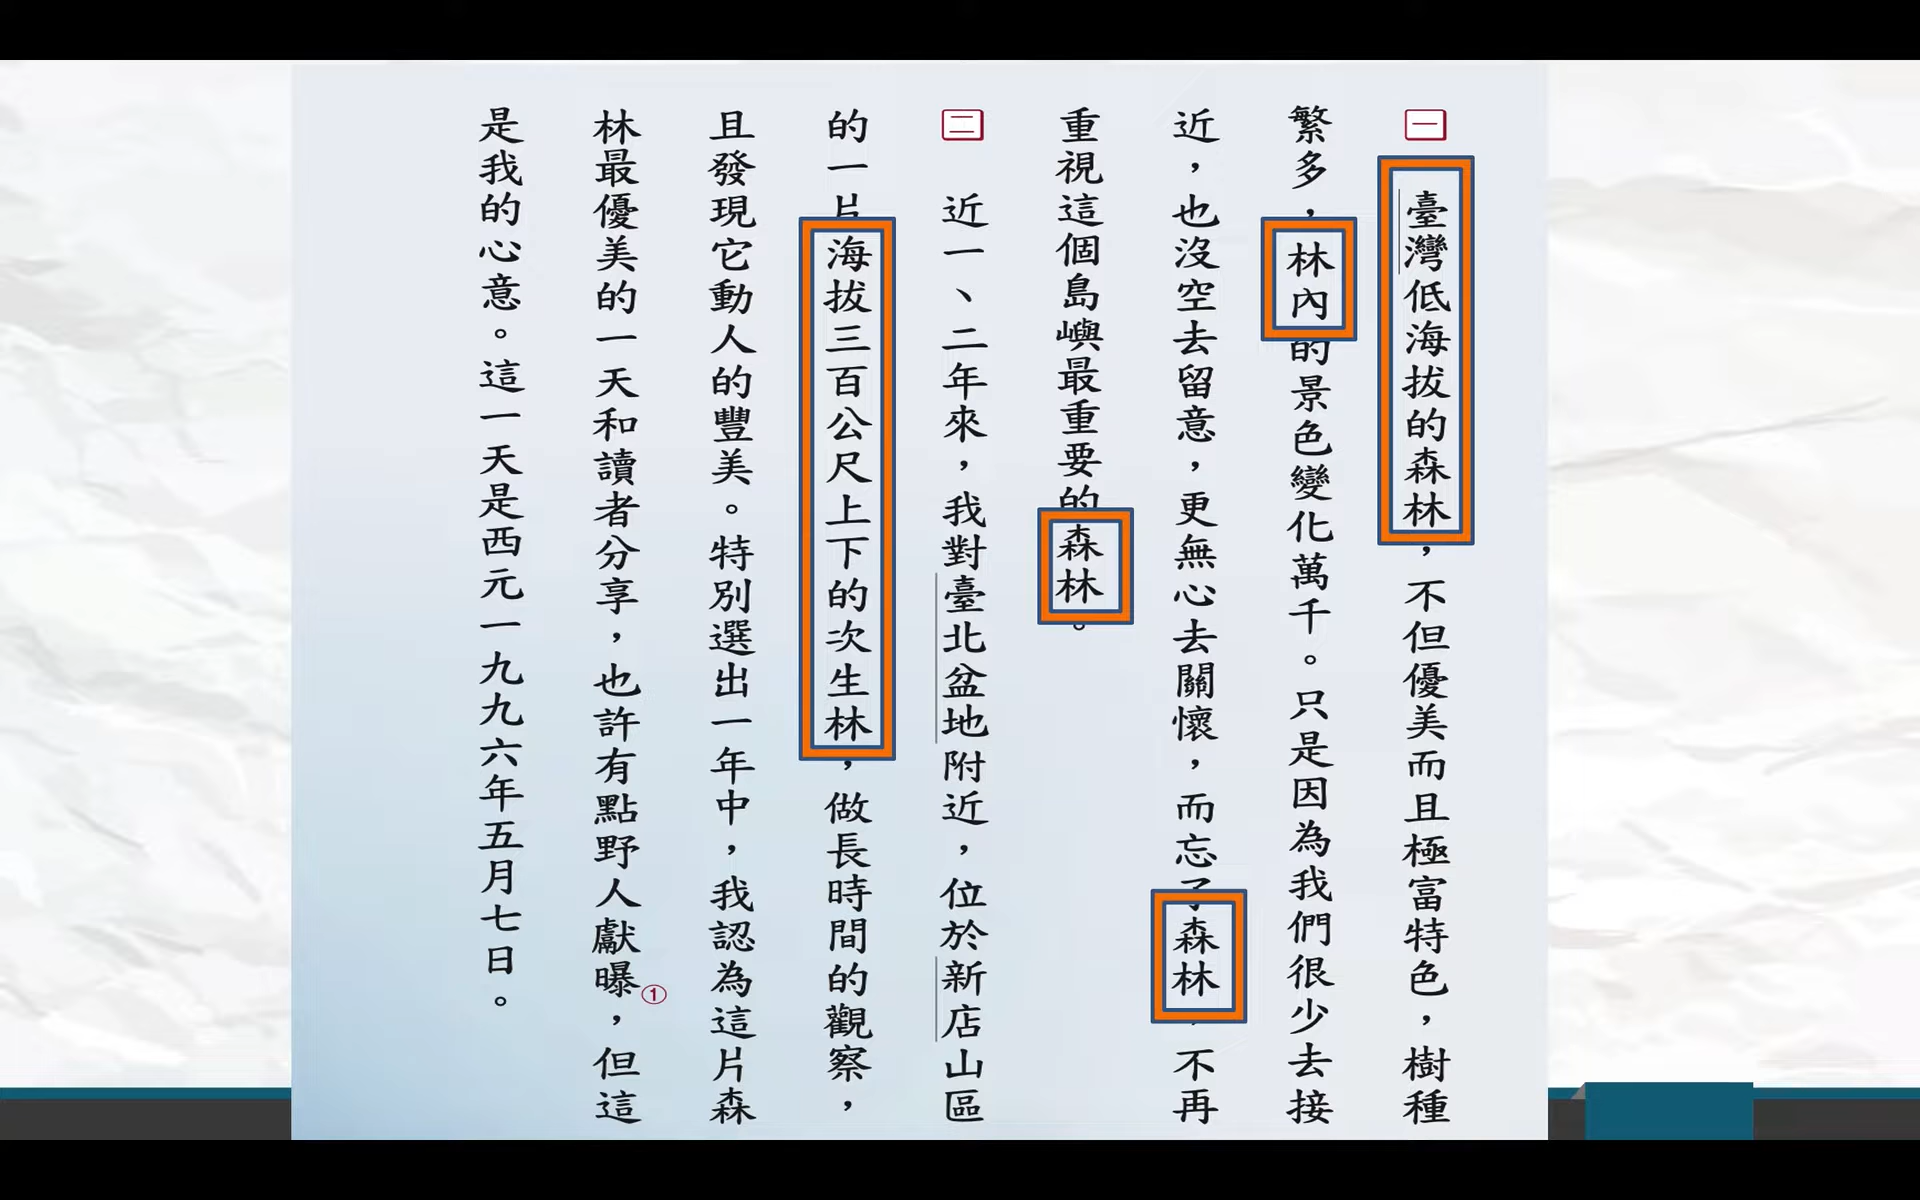 一 臺灣低海拔的森林，不但優美而且極富特色，樹種
繁多，林內的景色變化萬千。只是因為我們很少去接
近，也沒空去留意，更無心去關懷，而忘了森林，不再
重視這個島嶼最重要的森林。
二 近一、二年來，我對臺北盆地附近，位於新店山區
的一片海拔三百公尺上下的次生林，做長時間的觀察，
且發現它動人的豐美。特別選出一年中，我認為這片森
林最優美的一天和讀者分享，也許有點野人獻曝①，但這
是我的心意。這一天是西元一九九六年五月七日。